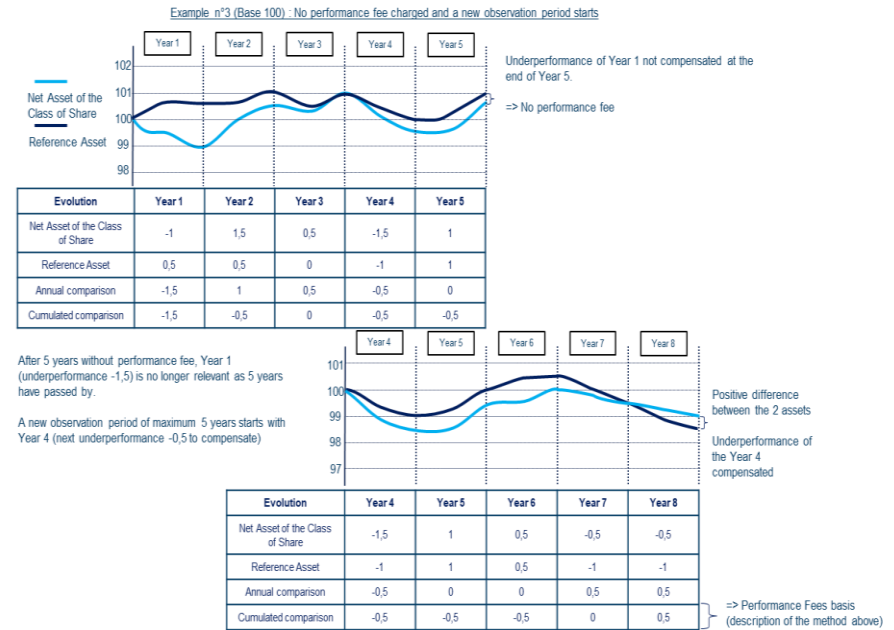 Example n°3 (Base 100) : No performance fee charged and a new observation period starts
Year 1
Year 2
Year 3
Year 4
Year 5
102
101
100
99
98
Net Asset of the
Class of Share
Reference Asset
Underperformance of Year 1 not compensated at the
end of Year 5.
=> No performance fee
Evolution Year 1 Year 2 Year 3 Year 4 Year 5
Net Asset of the Class
of Share
-1 1,5 0,5 -1,5 1
Reference Asset 0,5 0,5 0 -1 1
Annual comparison -1,5 1 0,5 -0,5 0
Cumulated comparison -1,5 -0,5 0 -0,5 -0,5
After 5 years without performance fee, Year 1
(underperformance -1,5) is no longer relevant as 5 years
have passed by.
A new observation period of maximum 5 years starts with
Year 4 (next underperformance -0,5 to compensate)
Year 4
Year 5
Year 6
Year 7
Year 8
101
100
99
98
97
Positive difference
between the 2 assets
Underperformance of
the Year 4
compensated
Evolution Year 4 Year 5 Year 6 Year 7 Year 8
Net Asset of the Class
of Share
-1,5 1 0,5 -0,5 -0,5
Reference Asset -1 1 0,5 -1 -1
Annual comparison -0,5 0 0 0,5 0,5
Cumulated comparison -0,5 -0,5 -0,5 0 0,5
=> Performance Fees basis
(description of the method above)